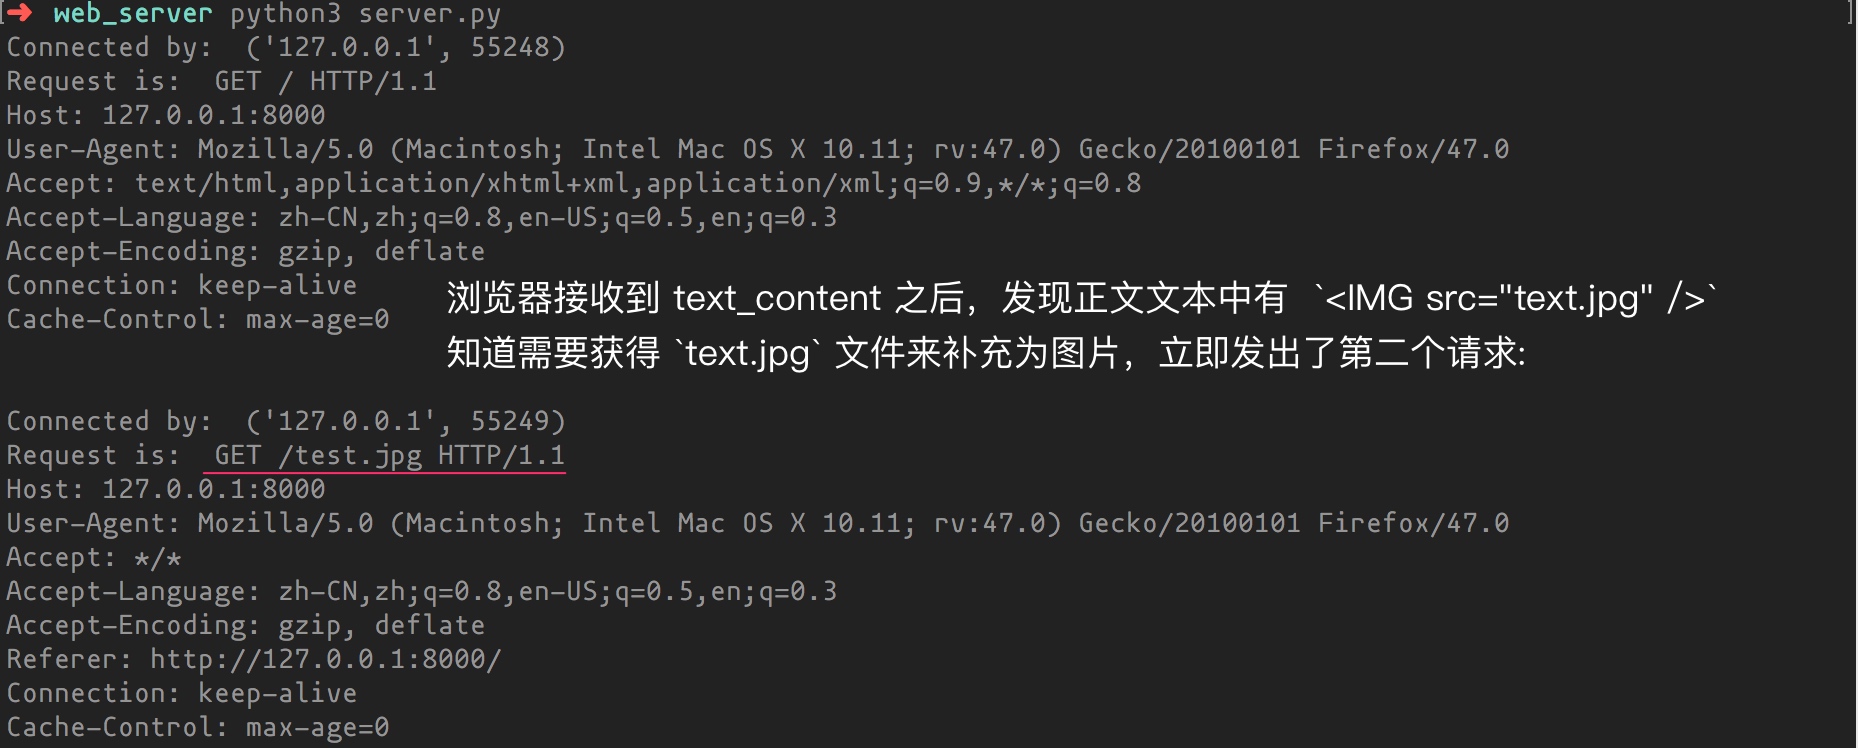 [➜ web_server python3 server.py ]
Connected by:  ('127.0.0.1', 55248)
Request is:  GET / HTTP/1.1
Host: 127.0.0.1:8000
User-Agent: Mozilla/5.0 (Macintosh; Intel Mac OS X 10.11; rv:47.0) Gecko/20100101 Firefox/47.0
Accept: text/html,application/xhtml+xml,application/xml;q=0.9,*/*;q=0.8
Accept-Language: zh-CN,zh;q=0.8,en-US;q=0.5,en;q=0.3
Accept-Encoding: gzip, deflate
Connection: keep-alive
Cache-Control: max-age=0
浏览器接收到 text_content 之后，发现正文文本中有 `<IMG src="text.jpg" />`
知道需要获得 `text.jpg` 文件来补充为图片，立即发出了第二个请求:
Connected by:  ('127.0.0.1', 55249)
Request is:  GET /test.jpg HTTP/1.1
Host: 127.0.0.1:8000
User-Agent: Mozilla/5.0 (Macintosh; Intel Mac OS X 10.11; rv:47.0) Gecko/20100101 Firefox/47.0
Accept: */*
Accept-Language: zh-CN,zh;q=0.8,en-US;q=0.5,en;q=0.3
Accept-Encoding: gzip, deflate
Referer: http://127.0.0.1:8000/
Connection: keep-alive
Cache-Control: max-age=0